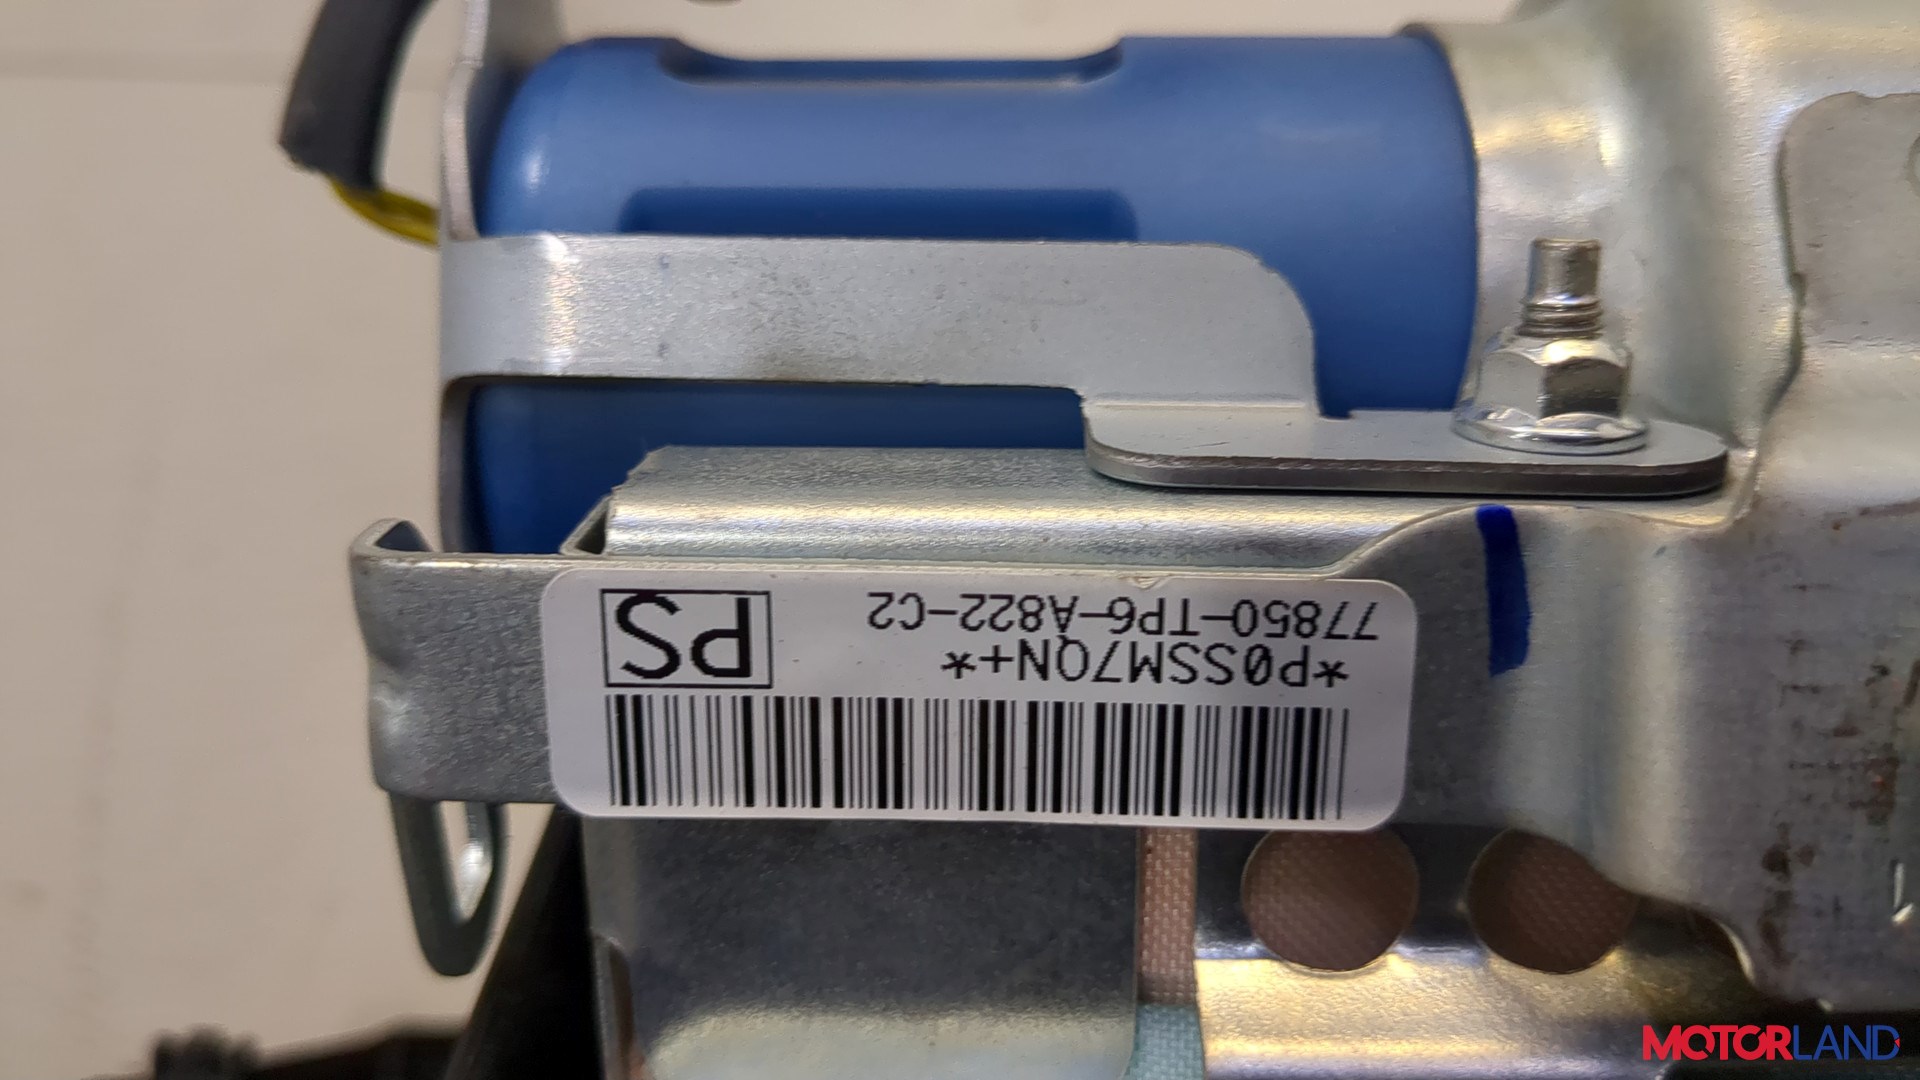 77850-TP6-A822-C2
*P0SSM7QN+*
PS
MOTORLAND